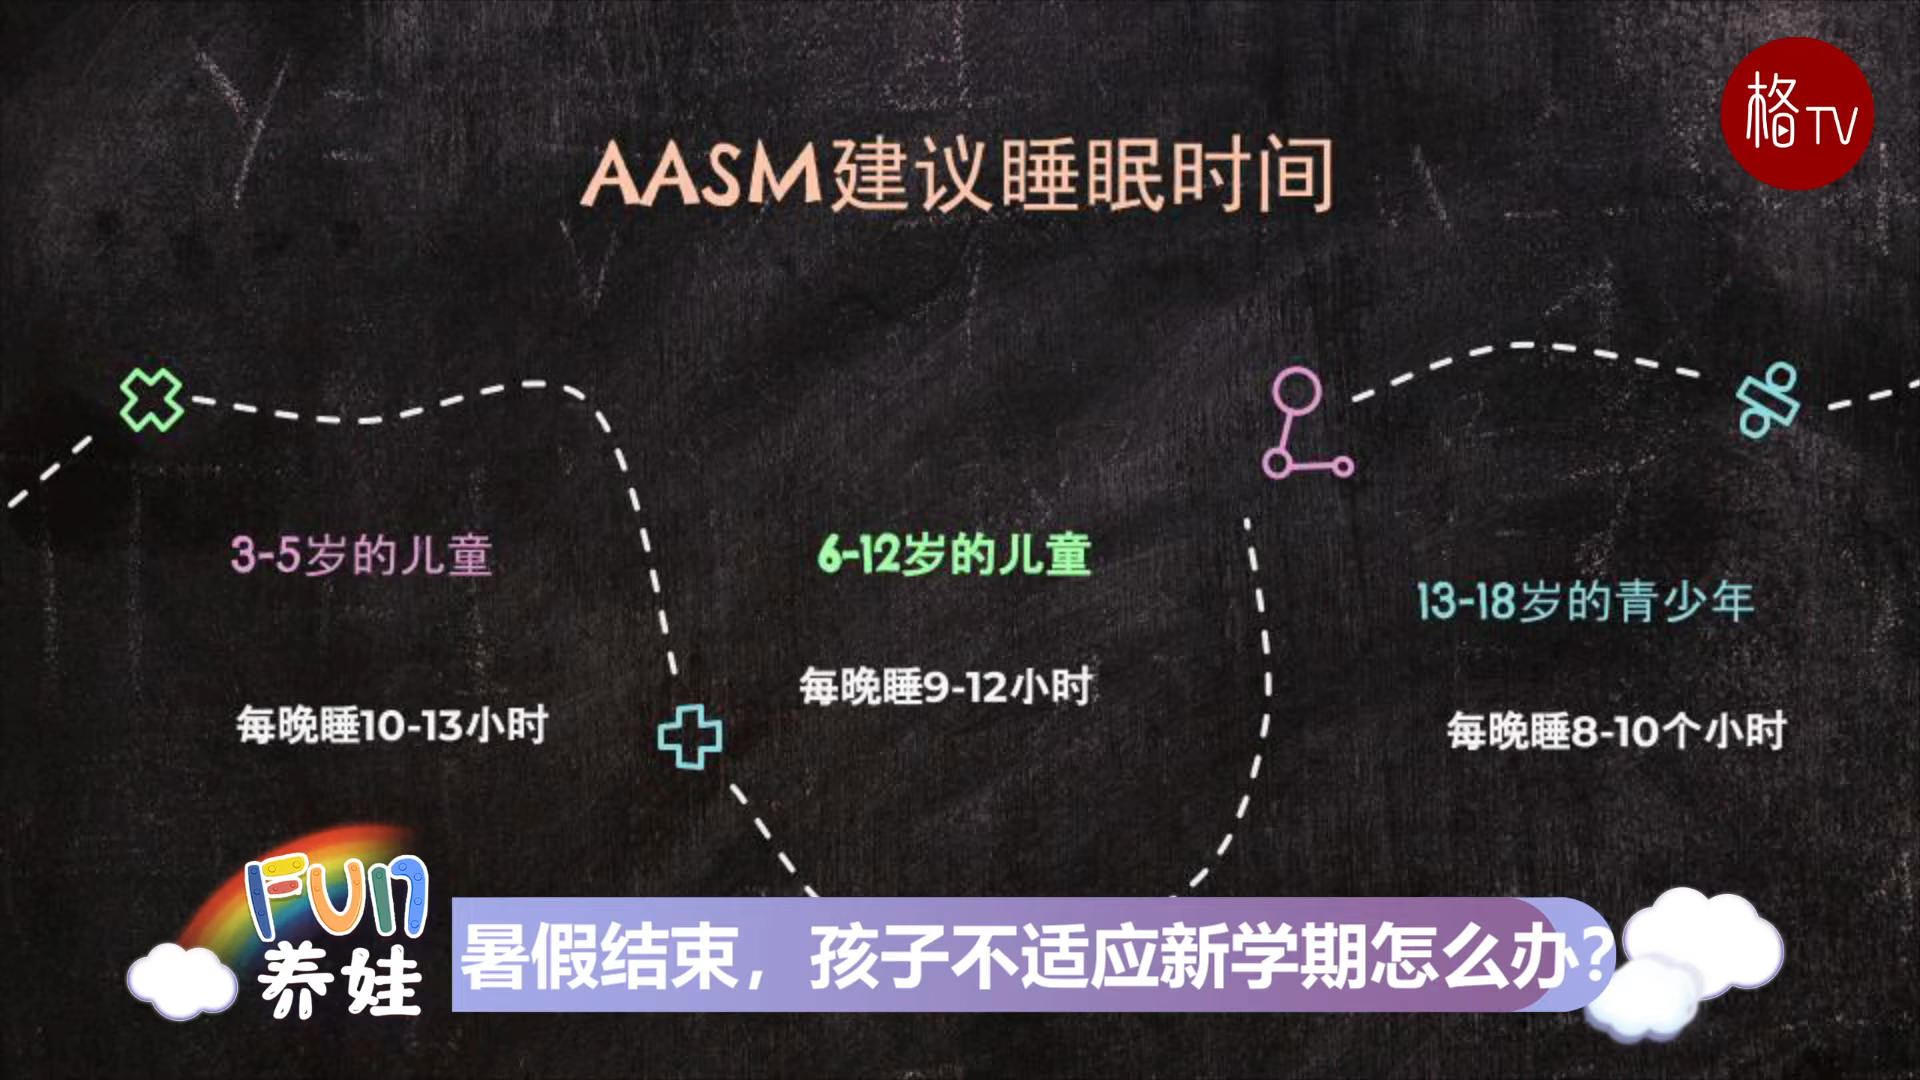 格TV
AASM建议睡眠时间
3-5岁的儿童
每晚睡10-13小时
6-12岁的儿童
每晚睡9-12小时
13-18岁的青少年
每晚睡8-10个小时
Fun
养娃
暑假结束，孩子不适应新学期怎么办？